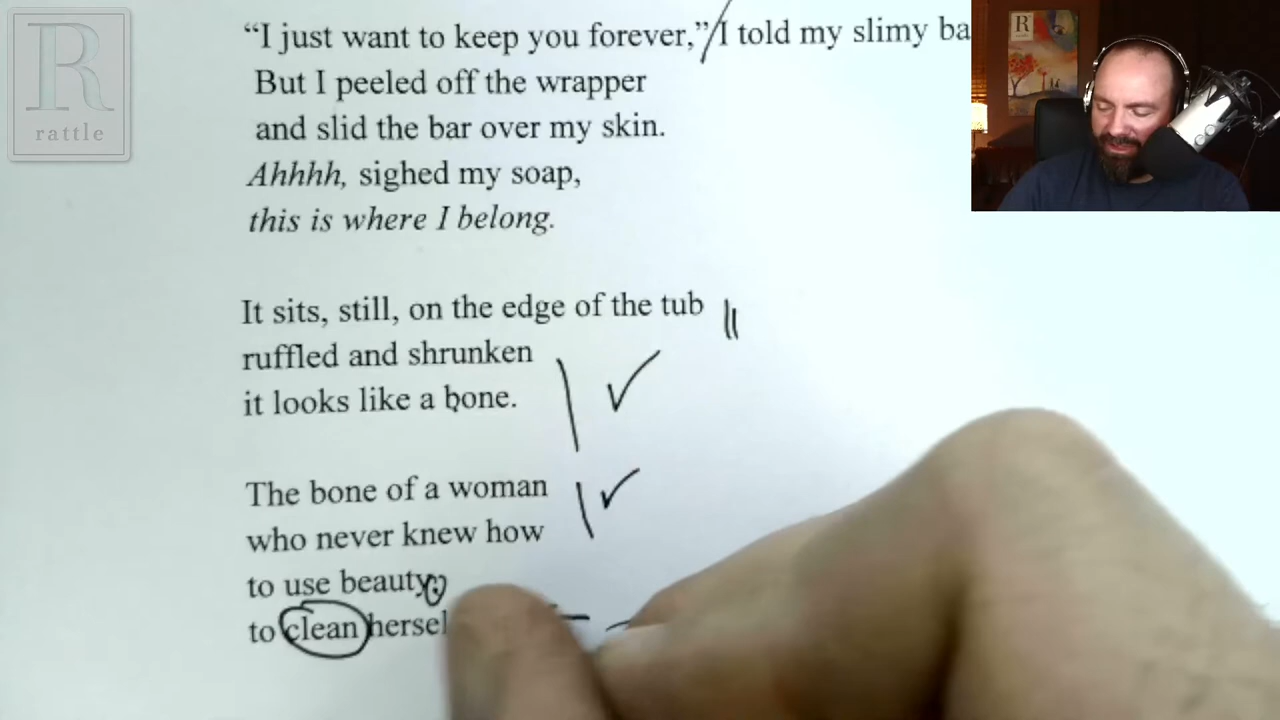 R
rattle
“I just want to keep you forever,” I told my slimy
But I peeled off the wrapper
and slid the bar over my skin.
Ahhhh, sighed my soap,
this is where I belong.
It sits, still, on the edge of the tub
ruffled and shrunken
it looks like a bone.
The bone of a woman
who never knew how
to use beauty
to clean